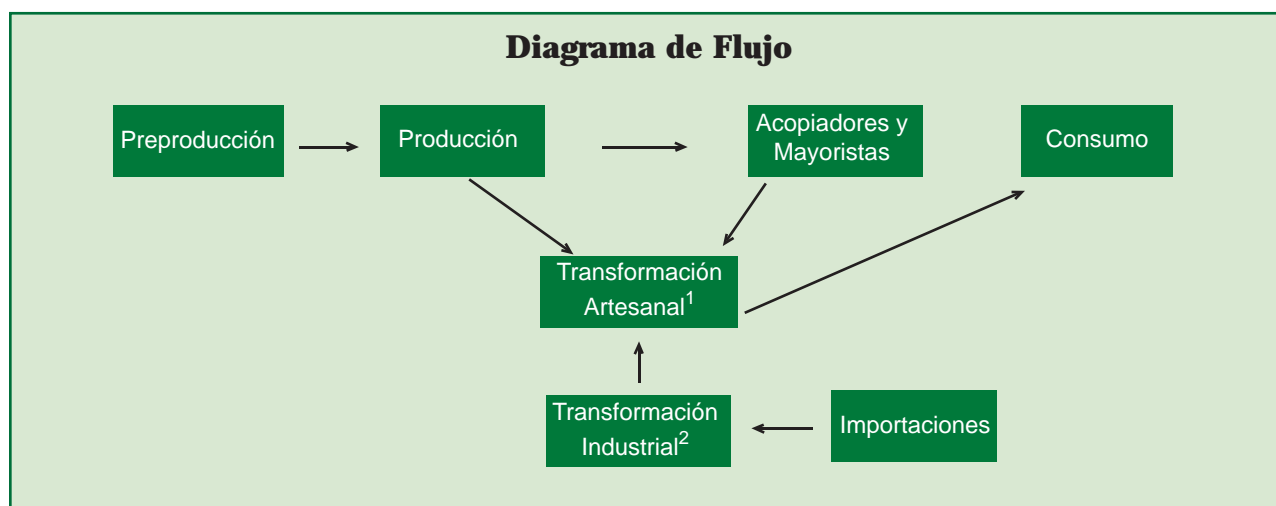 Diagrama de Flujo
Preproducción
Producción
Acopiadores y
Mayoristas
Consumo
Transformación
Artesanal1
Transformación
Industrial2
Importaciones